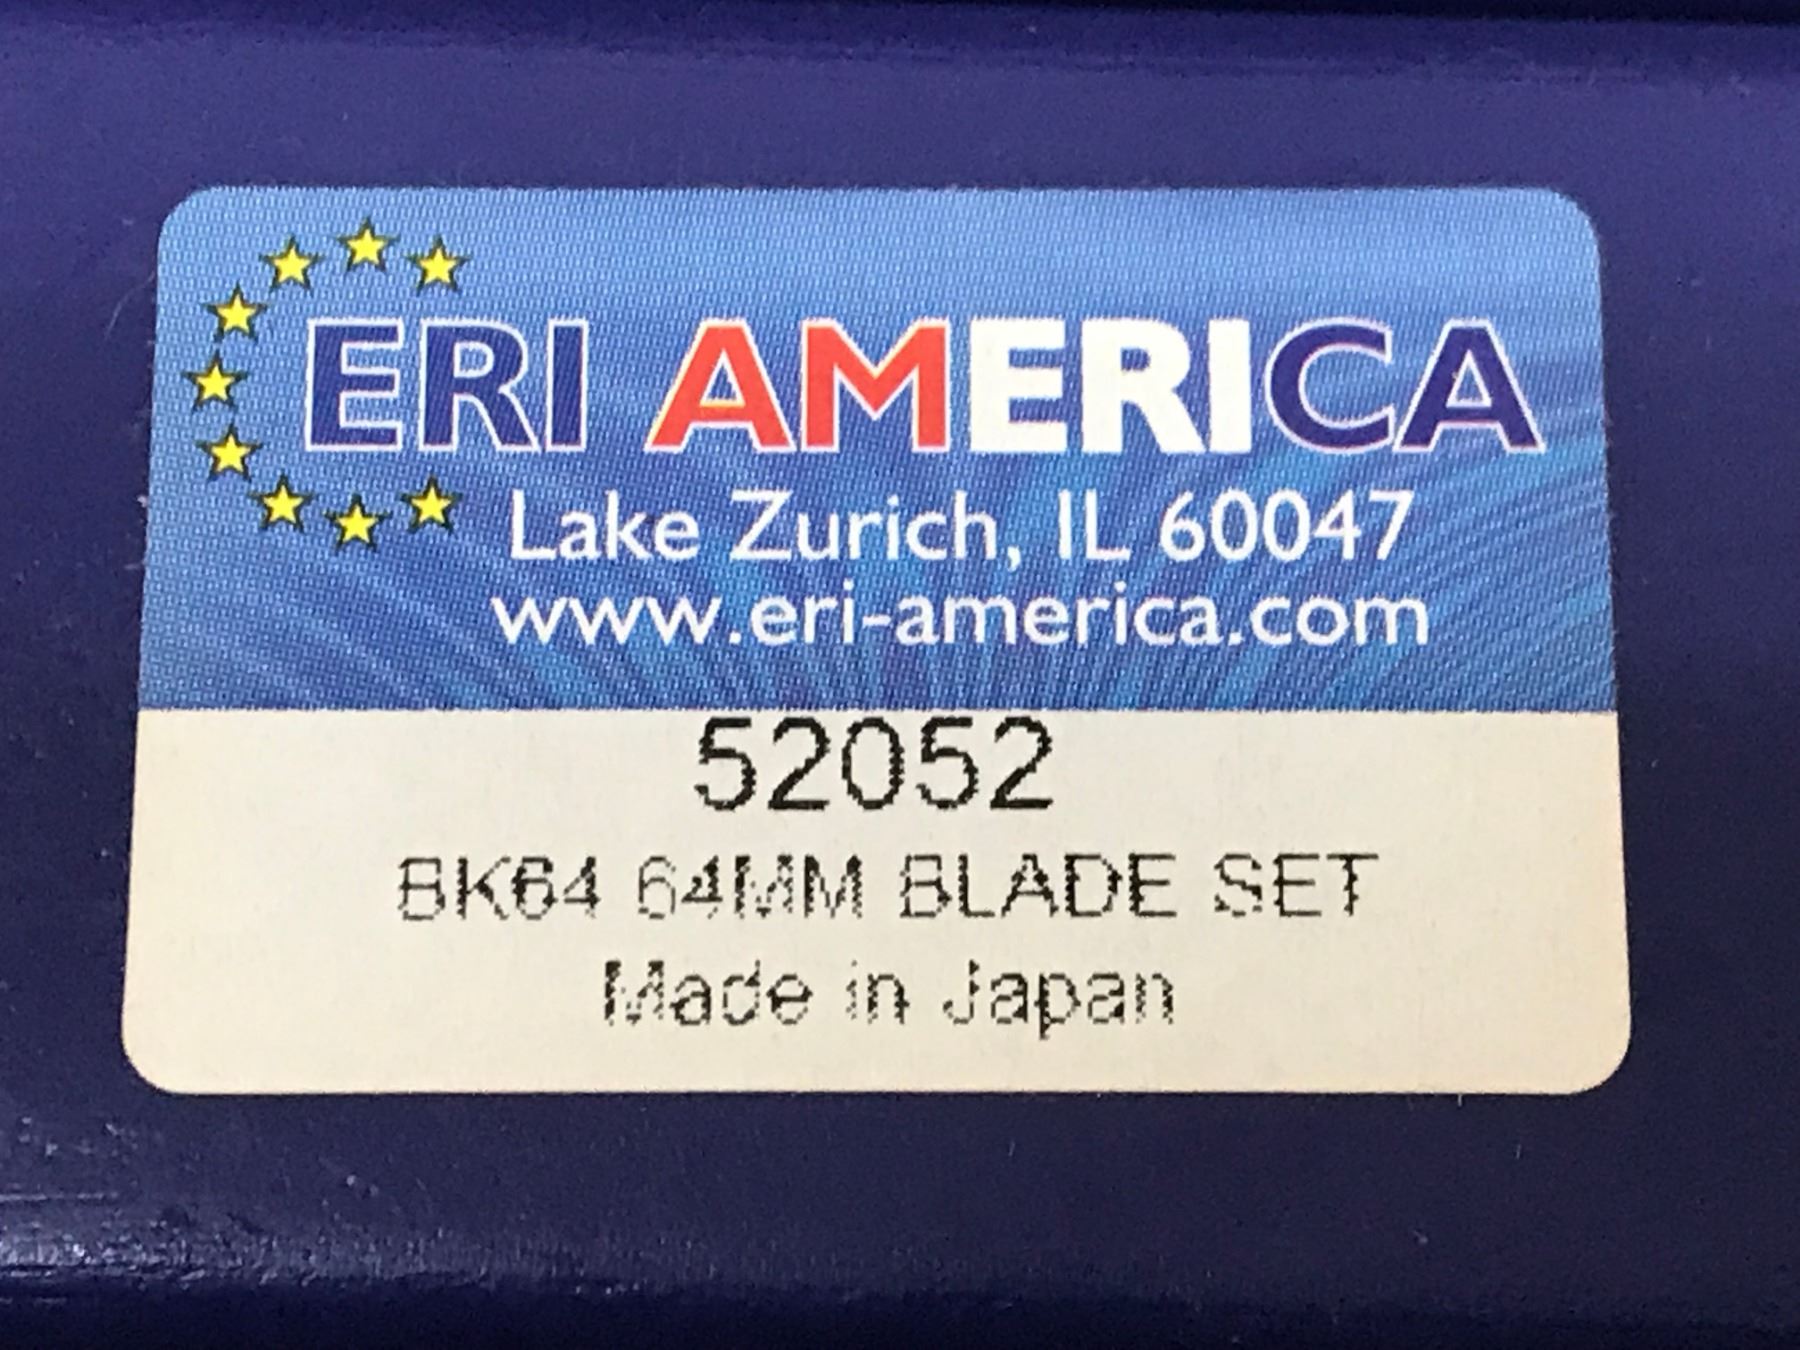 ERI AMERICA
Lake Zurich, IL 60047
www.eri-america.com
52052
BK64 64MM BLADE SET
Made in Japan